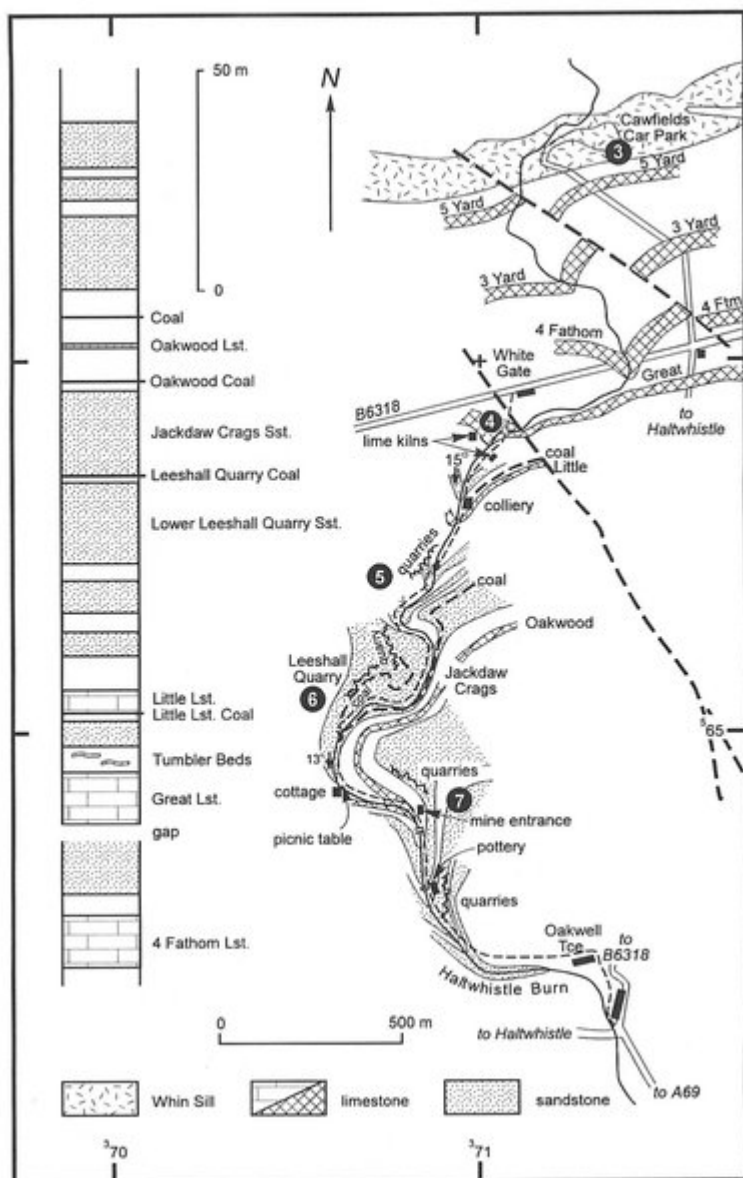 50 m
0
Coal
Oakwood Lst.
Oakwood Coal
Jackdaw Crags Sst.
Leeshall Quarry Coal
Lower Leeshall Quarry Sst.
Little Lst.
Little Lst. Coal
Tumbler Beds
Great Lst.
gap
4 Fathom Lst.
N
Cawfields
Car Park
3
5 Yard
5 Yard
3 Yard
3 Yard
4 Ftm
4 Fathom
White
Gate
Great
B6318
to
Haltwhistle
4
lime kilns
15°
coal
Little
colliery
quarries
5
coal
Oakwood
Leeshall
Quarry
Jackdaw
Crags
6
565
13°
quarries
cottage
7
mine entrance
picnic table
pottery
quarries
Oakwell
Tce
to
B6318
Haltwhistle Burn
0
500 m
to Haltwhistle
to A69
Whin Sill
limestone
sandstone
370
371